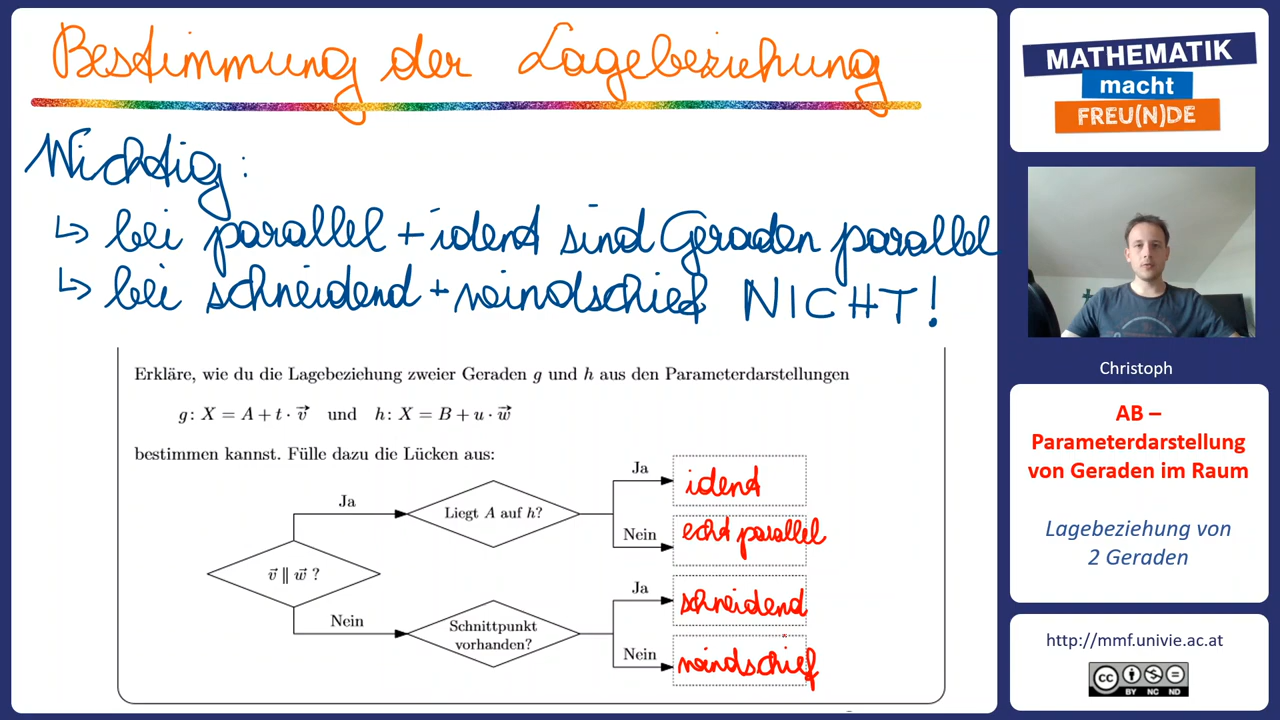 Bestimmung der Lagebeziehung
Wichtig:
↳ bei parallel + ident sind Geraden parallel
↳ bei schneidend + windschief NICHT!
Erkläre, wie du die Lagebeziehung zweier Geraden g und h aus den Parameterdarstellungen
g: X = A + t · v⃗ und h: X = B + u · w⃗
bestimmen kannst. Fülle dazu die Lücken aus:
v⃗ ∥ w⃗ ?
Ja
Liegt A auf h?
Ja
ident
Nein
echt parallel
Nein
Schnittpunkt
vorhanden?
Ja
schneidend
Nein
windschief
MATHEMATIK
macht
FREU(N)DE
Christoph
AB –
Parameterdarstellung
von Geraden im Raum
Lagebeziehung von
2 Geraden
http://mmf.univie.ac.at
CC
BY NC ND